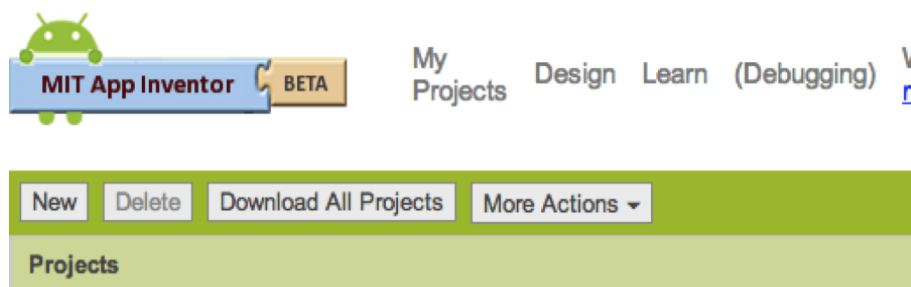 MIT App Inventor BETA
My Projects Design Learn (Debugging)
New Delete Download All Projects More Actions
Projects